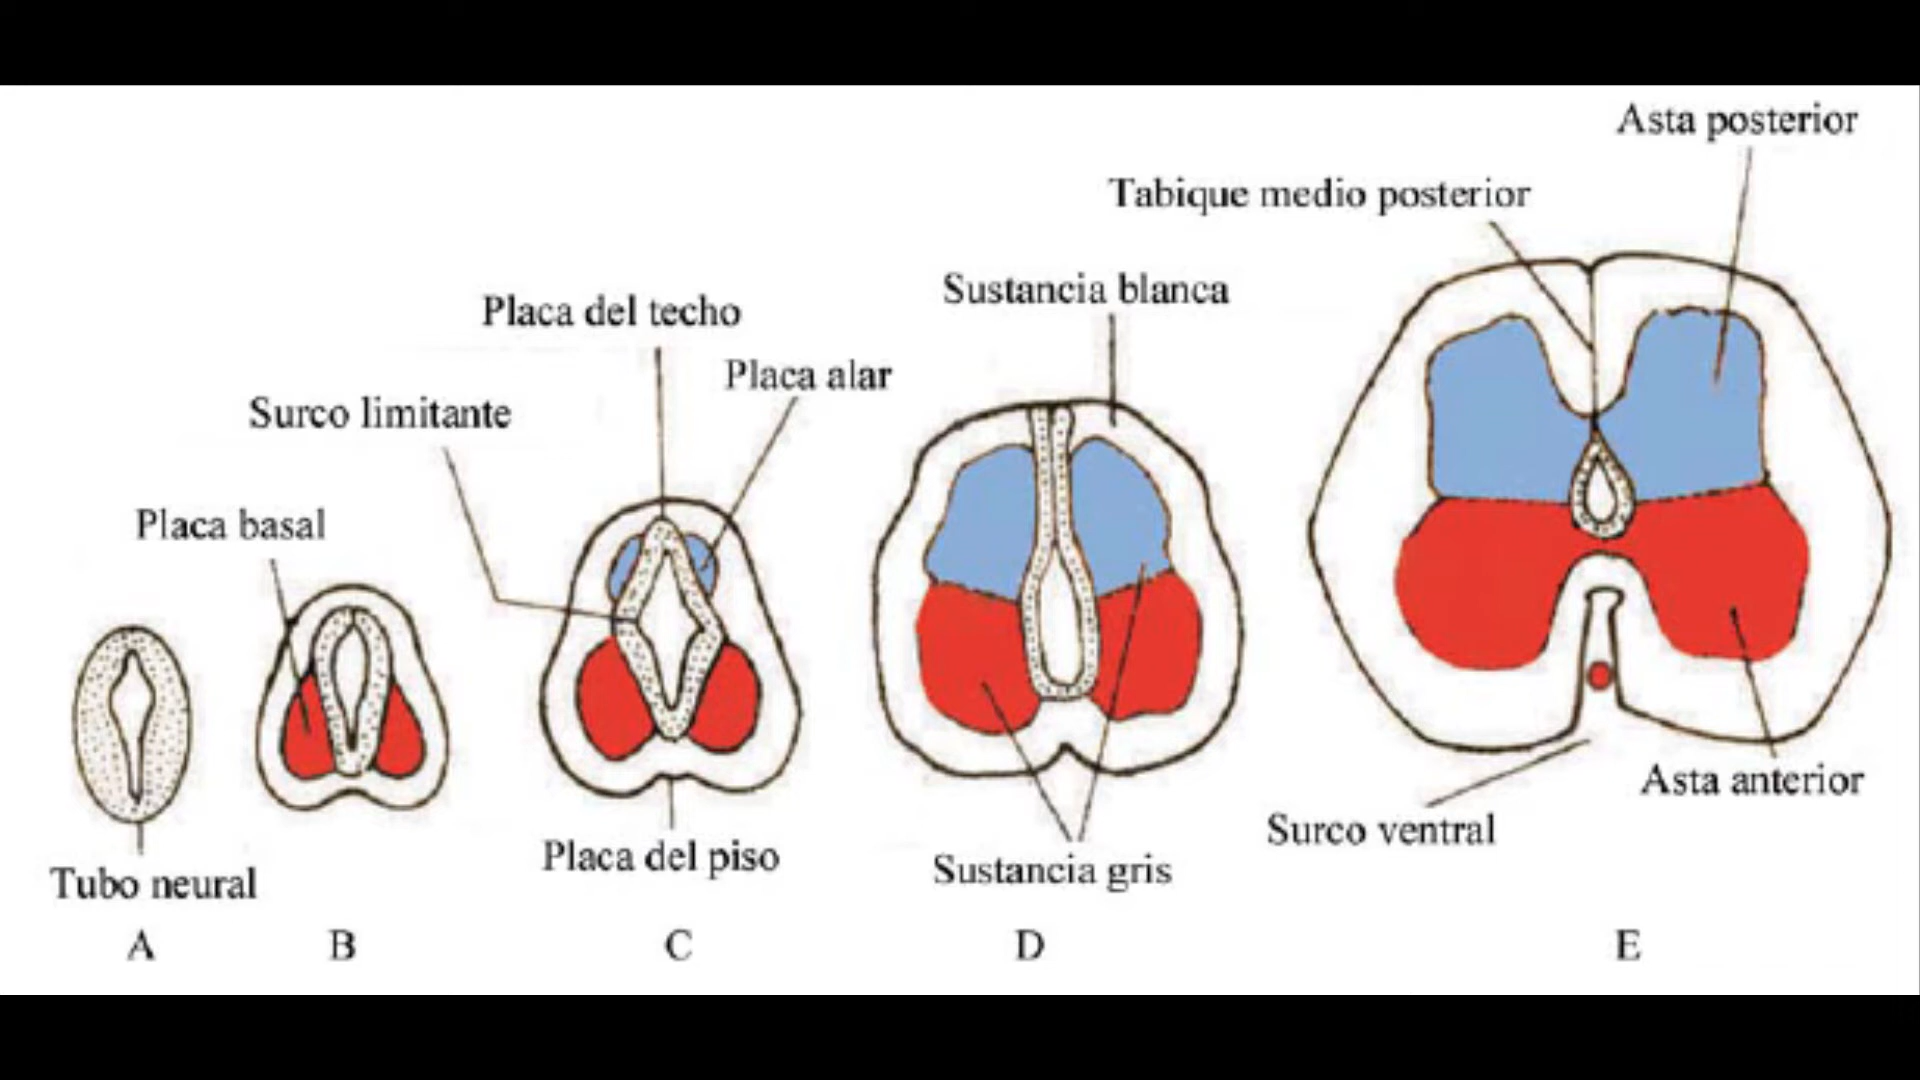 Asta posterior
Tabique medio posterior
Sustancia blanca
Placa del techo
Placa alar
Surco limitante
Placa basal
Asta anterior
Surco ventral
Placa del piso
Sustancia gris
Tubo neural
A B C D E